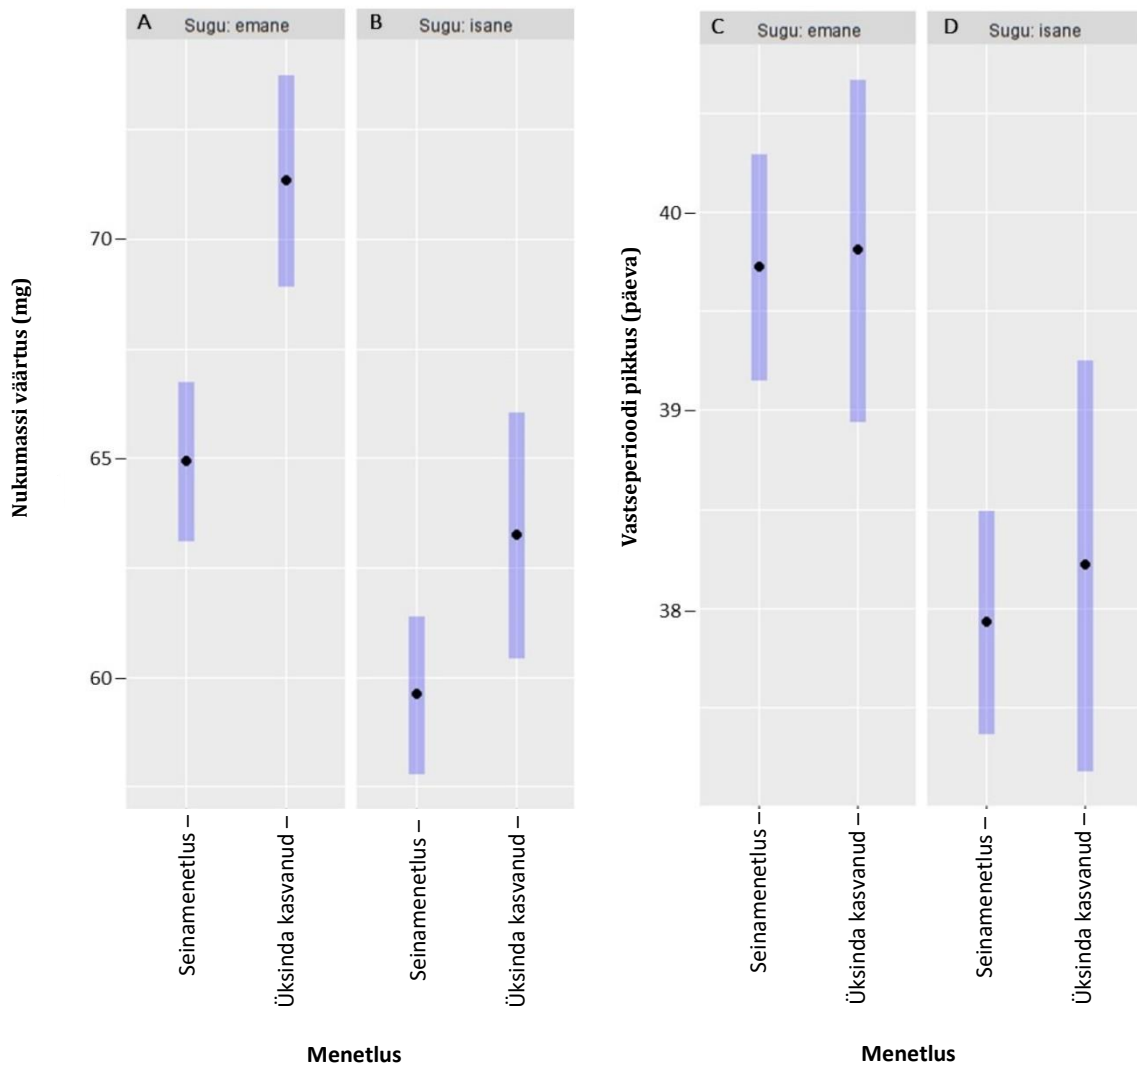 A Sugu: emane
B Sugu: isane
Nukumassi väärtus (mg)
70
65
60
Seinamenetlus
Üksinda kasvanud
Seinamenetlus
Üksinda kasvanud
Menetlus
C Sugu: emane
D Sugu: isane
Vastseperioodi pikkus (päeva)
40
39
38
Seinamenetlus
Üksinda kasvanud
Seinamenetlus
Üksinda kasvanud
Menetlus